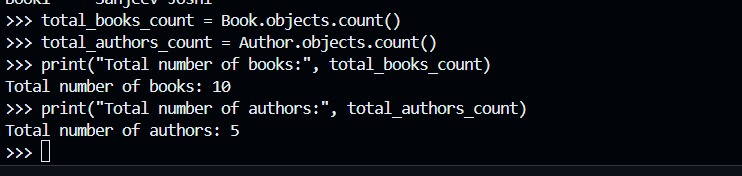 Book1 Sanjeev Joshi
>>> total_books_count = Book.objects.count()
>>> total_authors_count = Author.objects.count()
>>> print("Total number of books:", total_books_count)
Total number of books: 10
>>> print("Total number of authors:", total_authors_count)
Total number of authors: 5
>>>